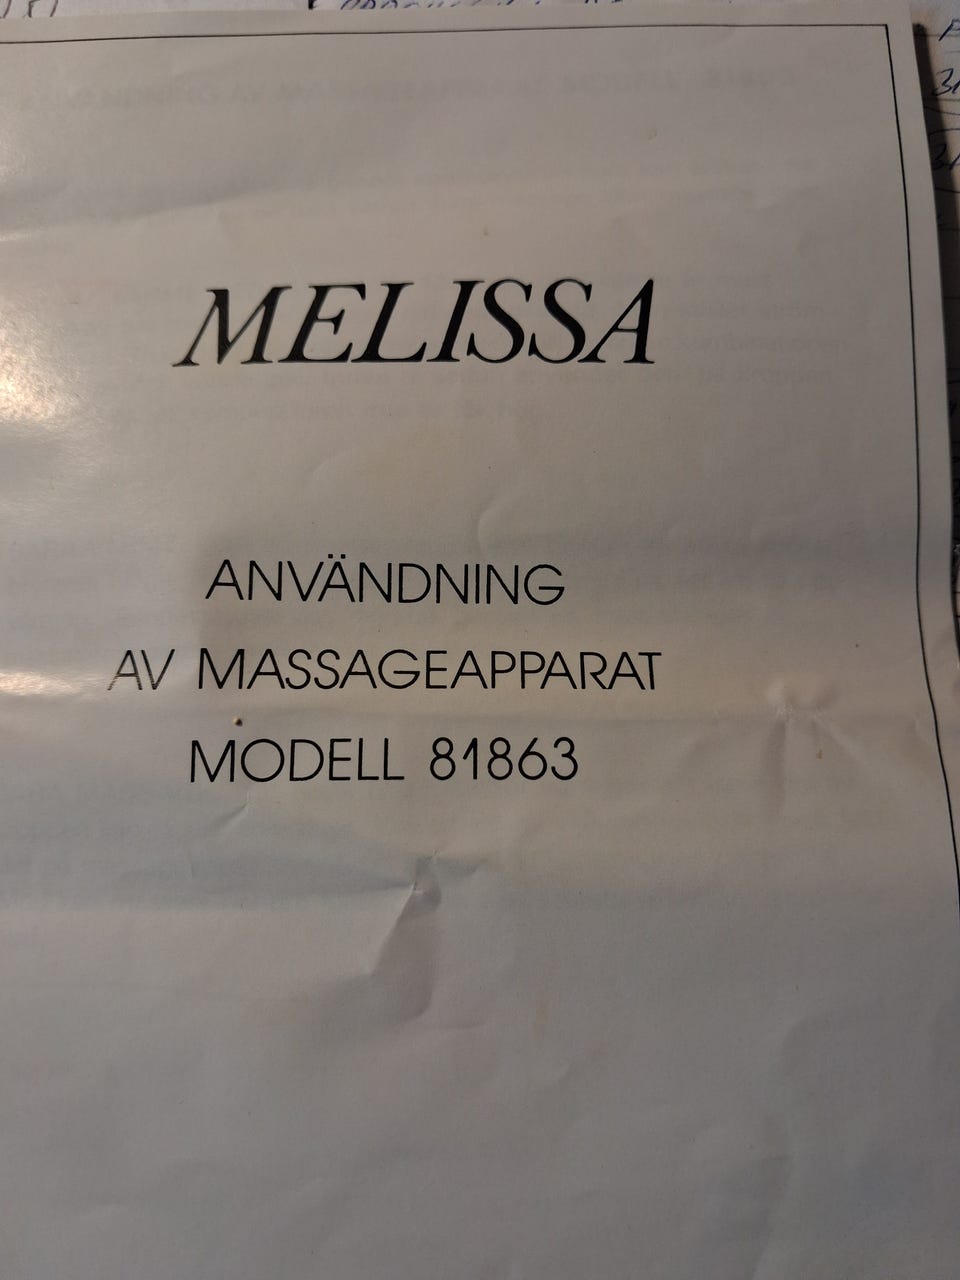 MELISSA
ANVÄNDNING
AV MASSAGEAPPARAT
MODELL 81863